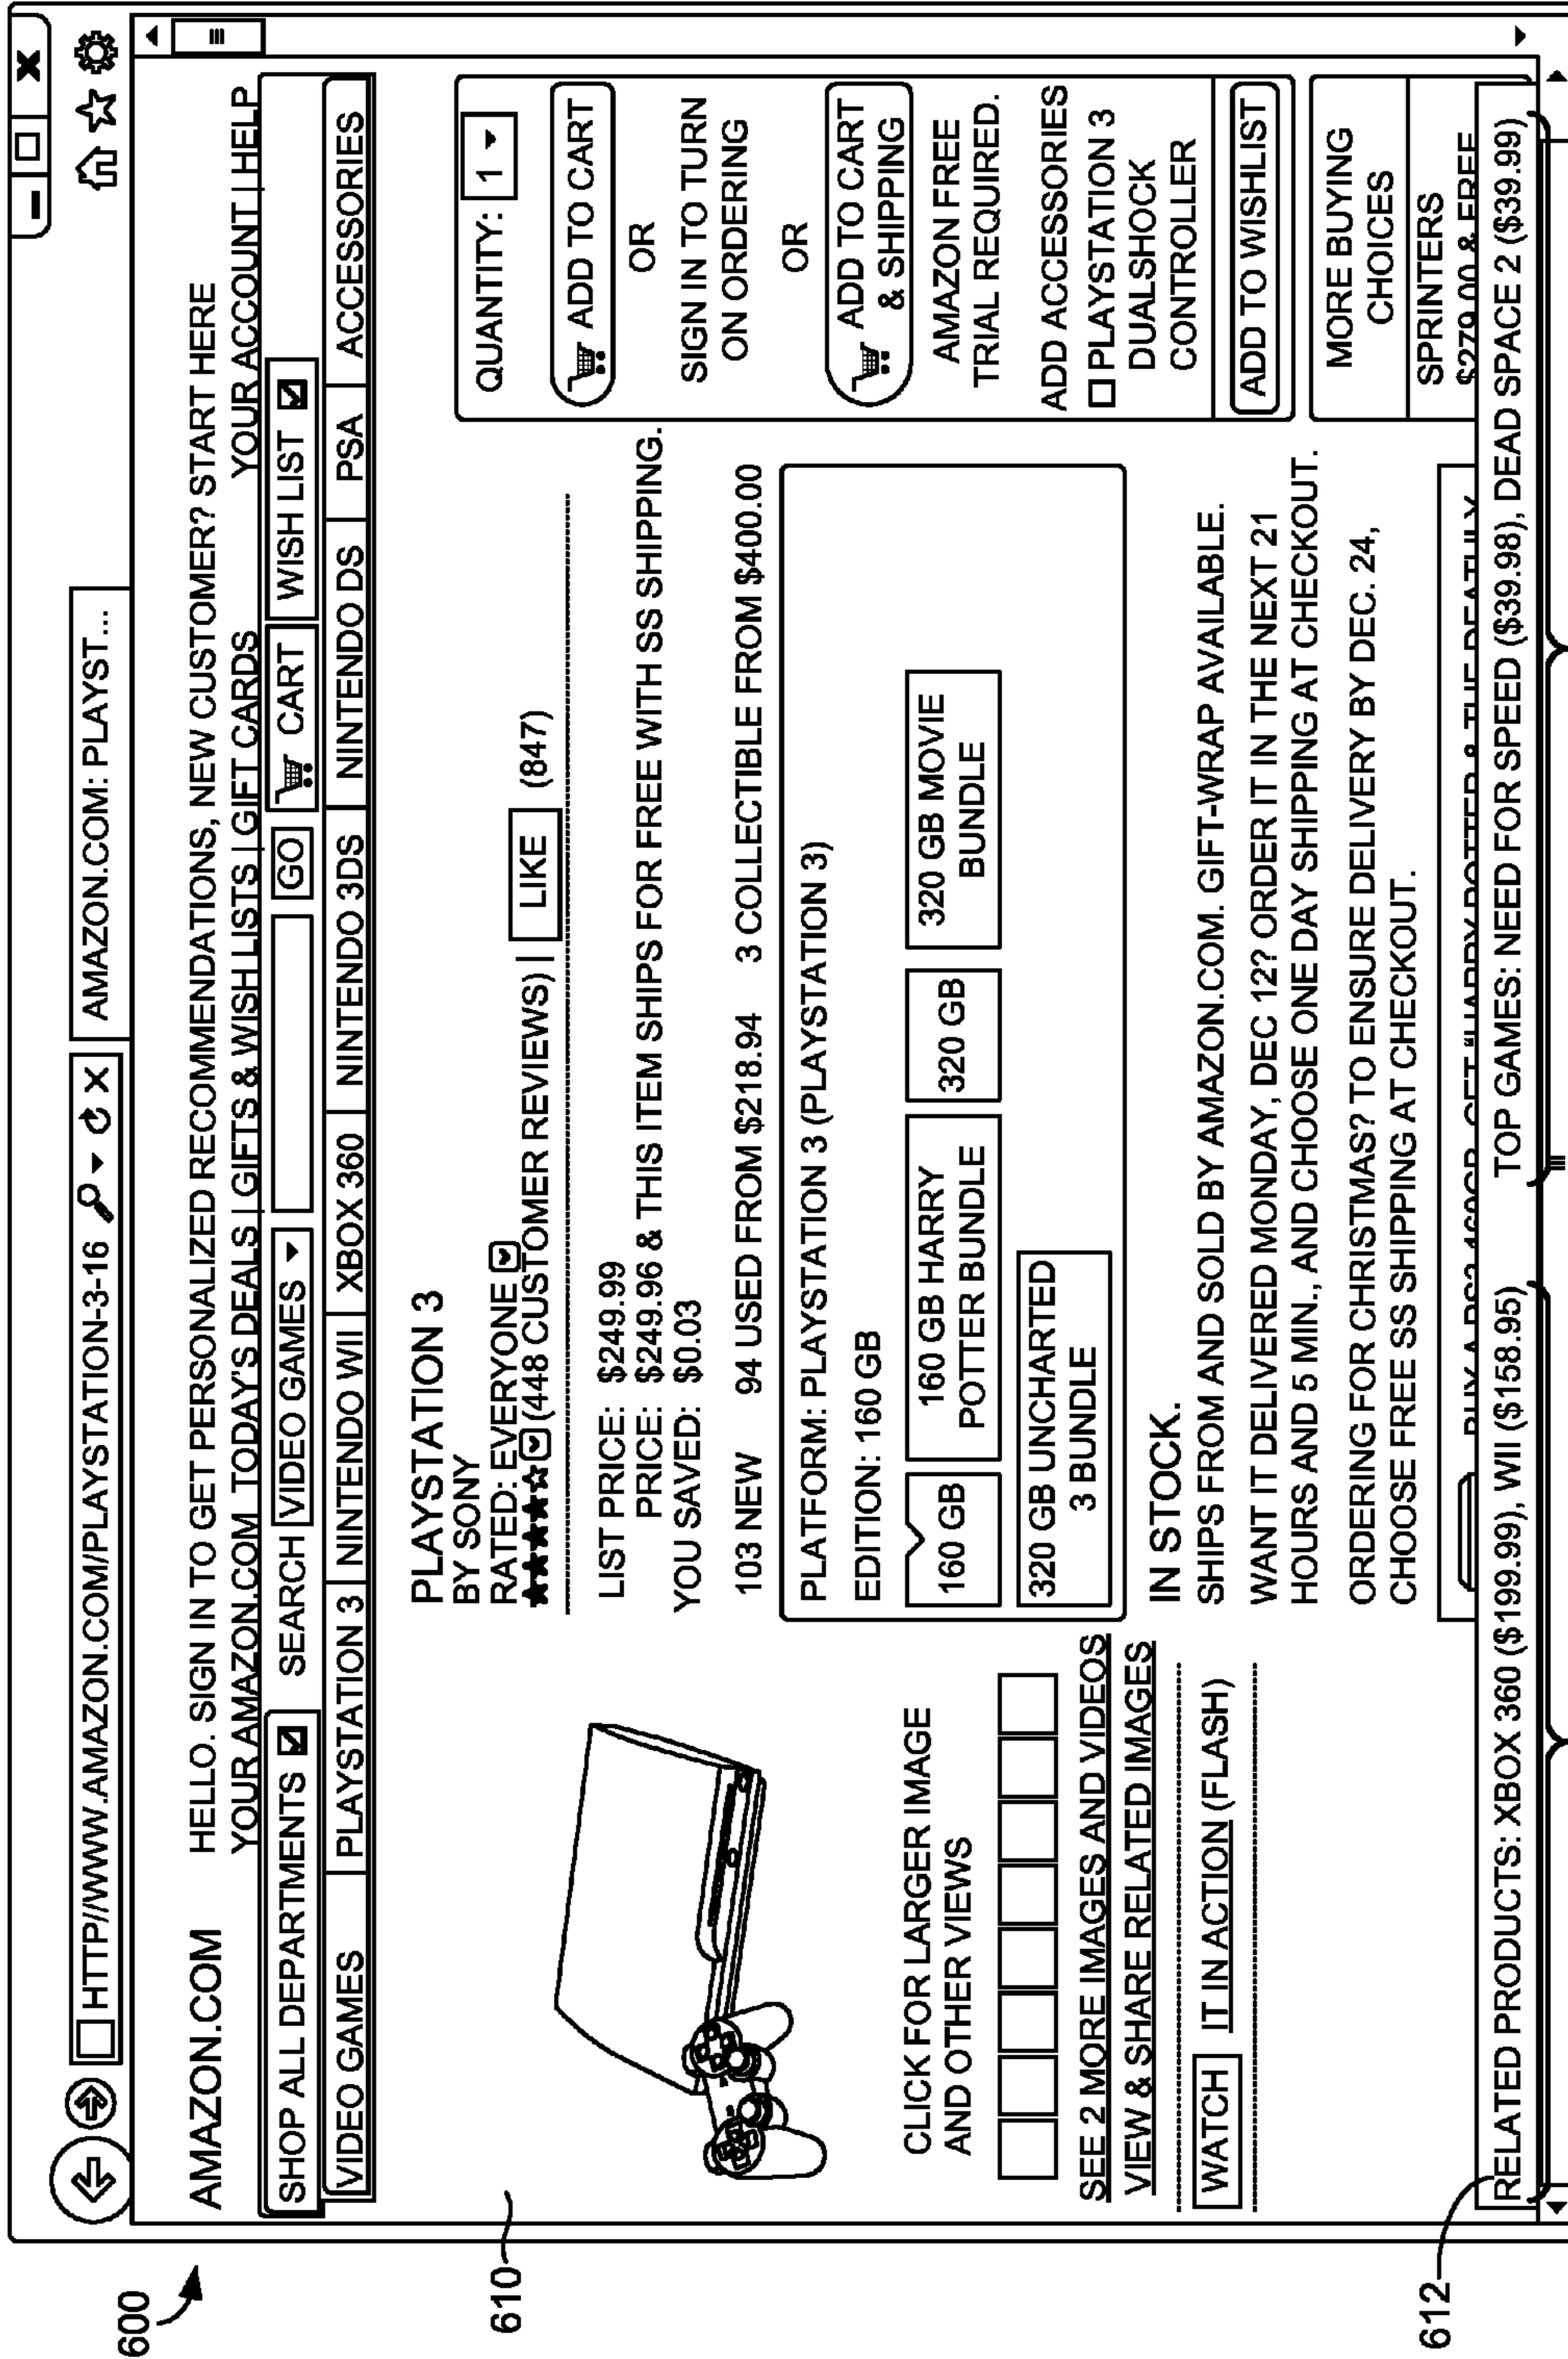 600
HTTP//WWW.AMAZON.COM/PLAYSTATION-3-16
AMAZON.COM: PLAYST...
AMAZON.COM
HELLO. SIGN IN TO GET PERSONALIZED RECOMMENDATIONS, NEW CUSTOMER? START HERE
YOUR AMAZON.COM TODAY'S DEALS | GIFTS & WISH LISTS | GIFT CARDS YOUR ACCOUNT | HELP
SHOP ALL DEPARTMENTS SEARCH VIDEO GAMES GO CART WISH LIST
VIDEO GAMES PLAYSTATION 3 NINTENDO WII XBOX 360 NINTENDO 3DS NINTENDO DS PSA ACCESSORIES
610
PLAYSTATION 3
BY SONY
RATED: EVERYONE
(448 CUSTOMER REVIEWS) | LIKE (847)
LIST PRICE: $249.99
PRICE: $249.96 & THIS ITEM SHIPS FOR FREE WITH SS SHIPPING.
YOU SAVED: $0.03
103 NEW 94 USED FROM $218.94 3 COLLECTIBLE FROM $400.00
PLATFORM: PLAYSTATION 3 (PLAYSTATION 3)
EDITION: 160 GB
160 GB
160 GB HARRY
POTTER BUNDLE
320 GB
320 GB MOVIE
BUNDLE
320 GB UNCHARTED
3 BUNDLE
IN STOCK.
SHIPS FROM AND SOLD BY AMAZON.COM. GIFT-WRAP AVAILABLE.
WANT IT DELIVERED MONDAY, DEC 12? ORDER IT IN THE NEXT 21
HOURS AND 5 MIN., AND CHOOSE ONE DAY SHIPPING AT CHECKOUT.
ORDERING FOR CHRISTMAS? TO ENSURE DELIVERY BY DEC. 24,
CHOOSE FREE SS SHIPPING AT CHECKOUT.
BUY A PS3 160GB, GET "HARRY POTTER & THE DEATHLY
CLICK FOR LARGER IMAGE
AND OTHER VIEWS
SEE 2 MORE IMAGES AND VIDEOS
VIEW & SHARE RELATED IMAGES
WATCH IT IN ACTION (FLASH)
QUANTITY: 1
ADD TO CART
OR
SIGN IN TO TURN
ON ORDERING
OR
ADD TO CART
& SHIPPING
AMAZON FREE
TRIAL REQUIRED.
ADD ACCESSORIES
PLAYSTATION 3
DUALSHOCK
CONTROLLER
ADD TO WISHLIST
MORE BUYING
CHOICES
SPRINTERS
$279.00 & FREE
612
RELATED PRODUCTS: XBOX 360 ($199.99), WII ($158.95) TOP GAMES: NEED FOR SPEED ($39.98), DEAD SPACE 2 ($39.99)